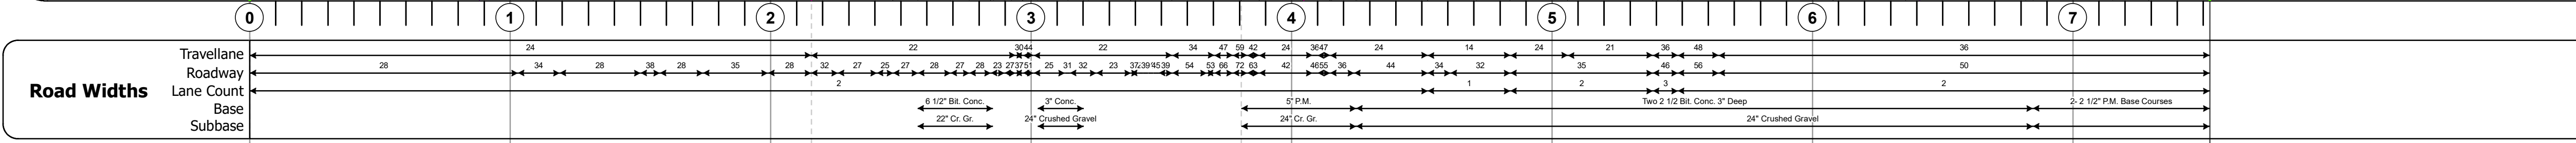 0 1 2 3 4 5 6 7
Road Widths
Travellane 24 22 30 44 22 34 47 59 42 24 36 47 24 14 24 21 36 48 36
Roadway 28 34 28 38 28 35 28 32 27 25 27 28 27 28 23 27 37 51 25 31 32 23 37 39 45 39 54 53 66 72 63 42 46 55 36 44 34 32 35 46 56 50
Lane Count 2 1 2 3 2
Base 6 1/2" Bit. Conc. 3" Conc. 5" P.M. Two 2 1/2 Bit. Conc. 3" Deep 2- 2 1/2" P.M. Base Courses
Subbase 22" Cr. Gr. 24" Crushed Gravel 24" Cr. Gr. 24" Crushed Gravel